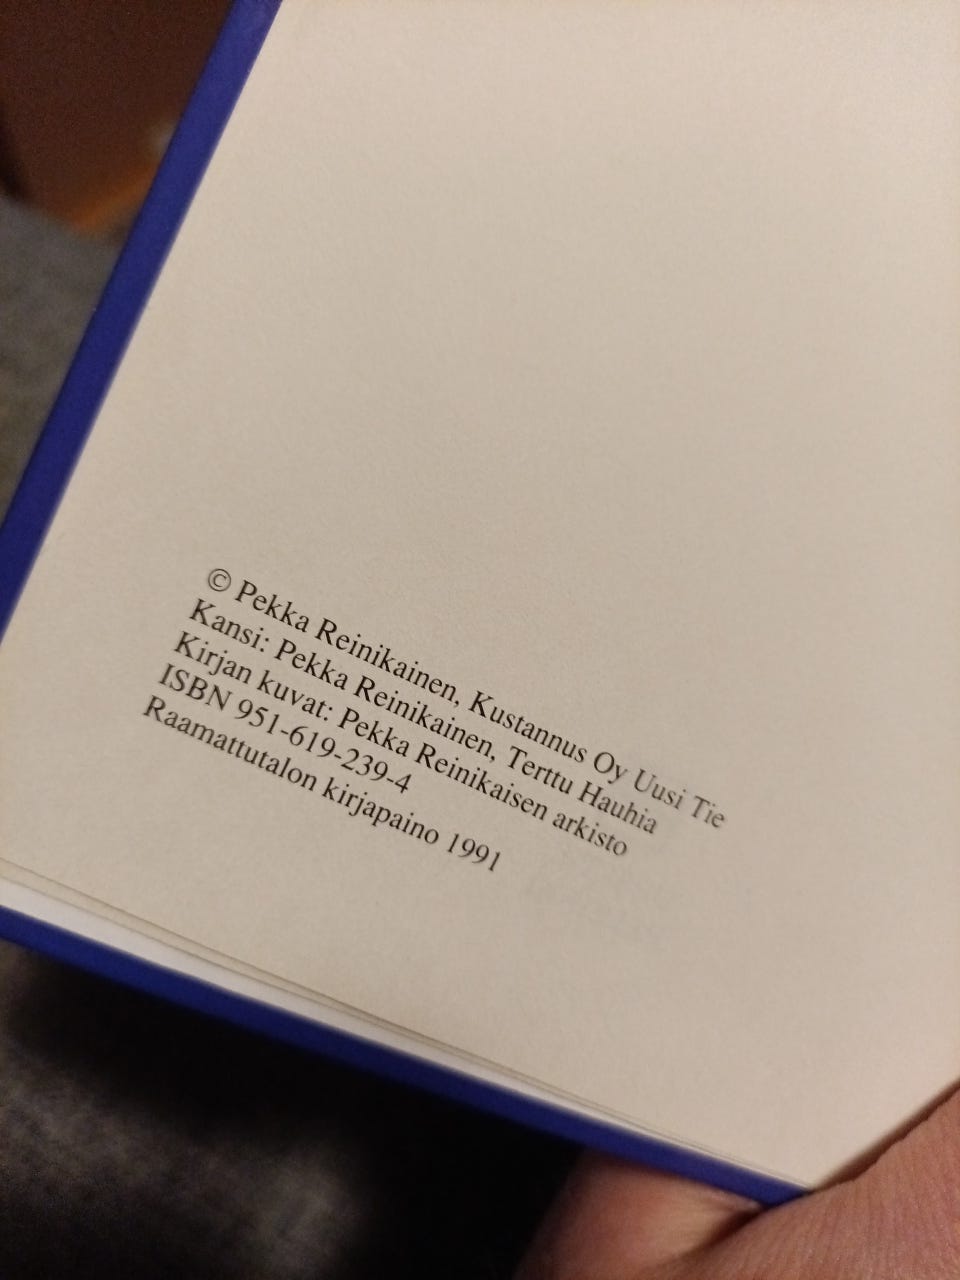 © Pekka Reinikainen, Kustannus Oy Uusi Tie
Kansi: Pekka Reinikainen, Terttu Hauhia
Kirjan kuvat: Pekka Reinikaisen arkisto
ISBN 951-619-239-4
Raamattutalon kirjapaino 1991